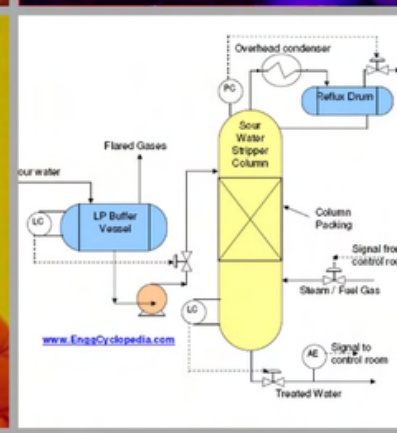 Overhead condenser
PC
Reflux Drum
Sour
Water
Stripper
Column
Flared Gases
our water
LC
LP Buffer
Vessel
Column
Packing
Signal from
control roo
Steam / Fuel Gas
LC
www.EnggCyclopedia.com
AE
Signal to
control room
Treated Water